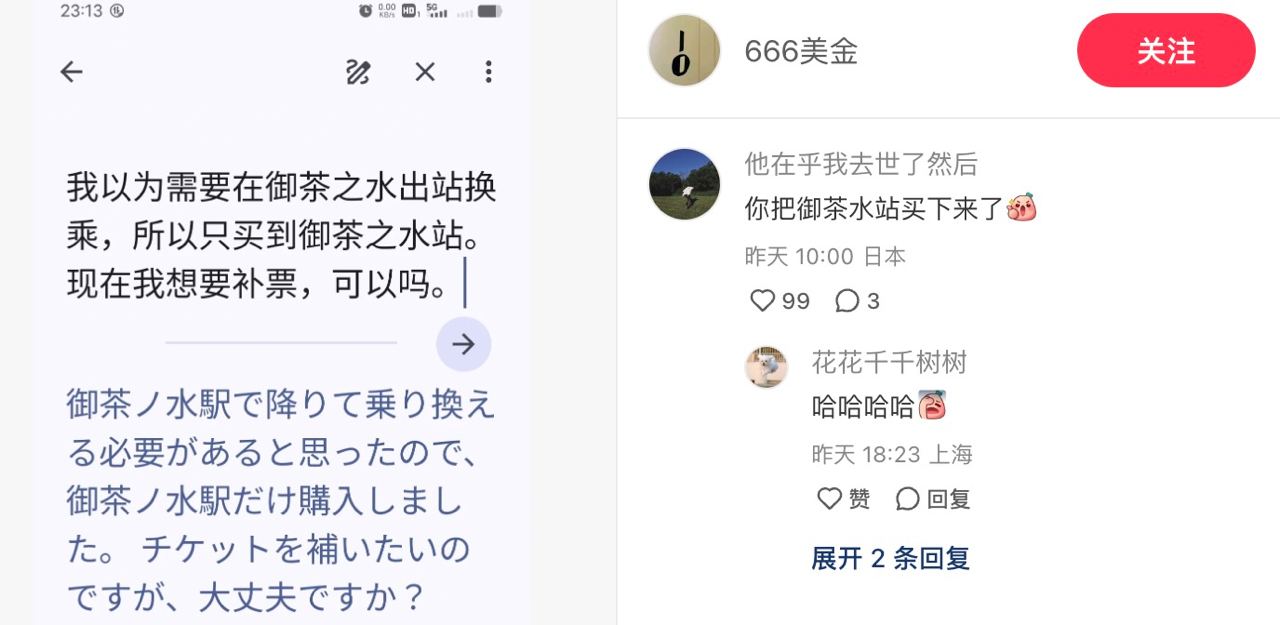 23:13
0.00
KB/s
HD
1
5G
我以为需要在御茶之水出站换
乘，所以只买到御茶之水站。
现在我想要补票，可以吗。
御茶ノ水駅で降りて乗り換え
る必要があると思ったので、
御茶ノ水駅だけ購入しまし
た。 チケットを補いたいの
ですが、大丈夫ですか？
666美金
关注
他在乎我去世了然后
你把御茶水站买下来了
昨天 10:00 日本
99
3
花花千千树树
哈哈哈哈
昨天 18:23 上海
赞 回复
展开 2 条回复